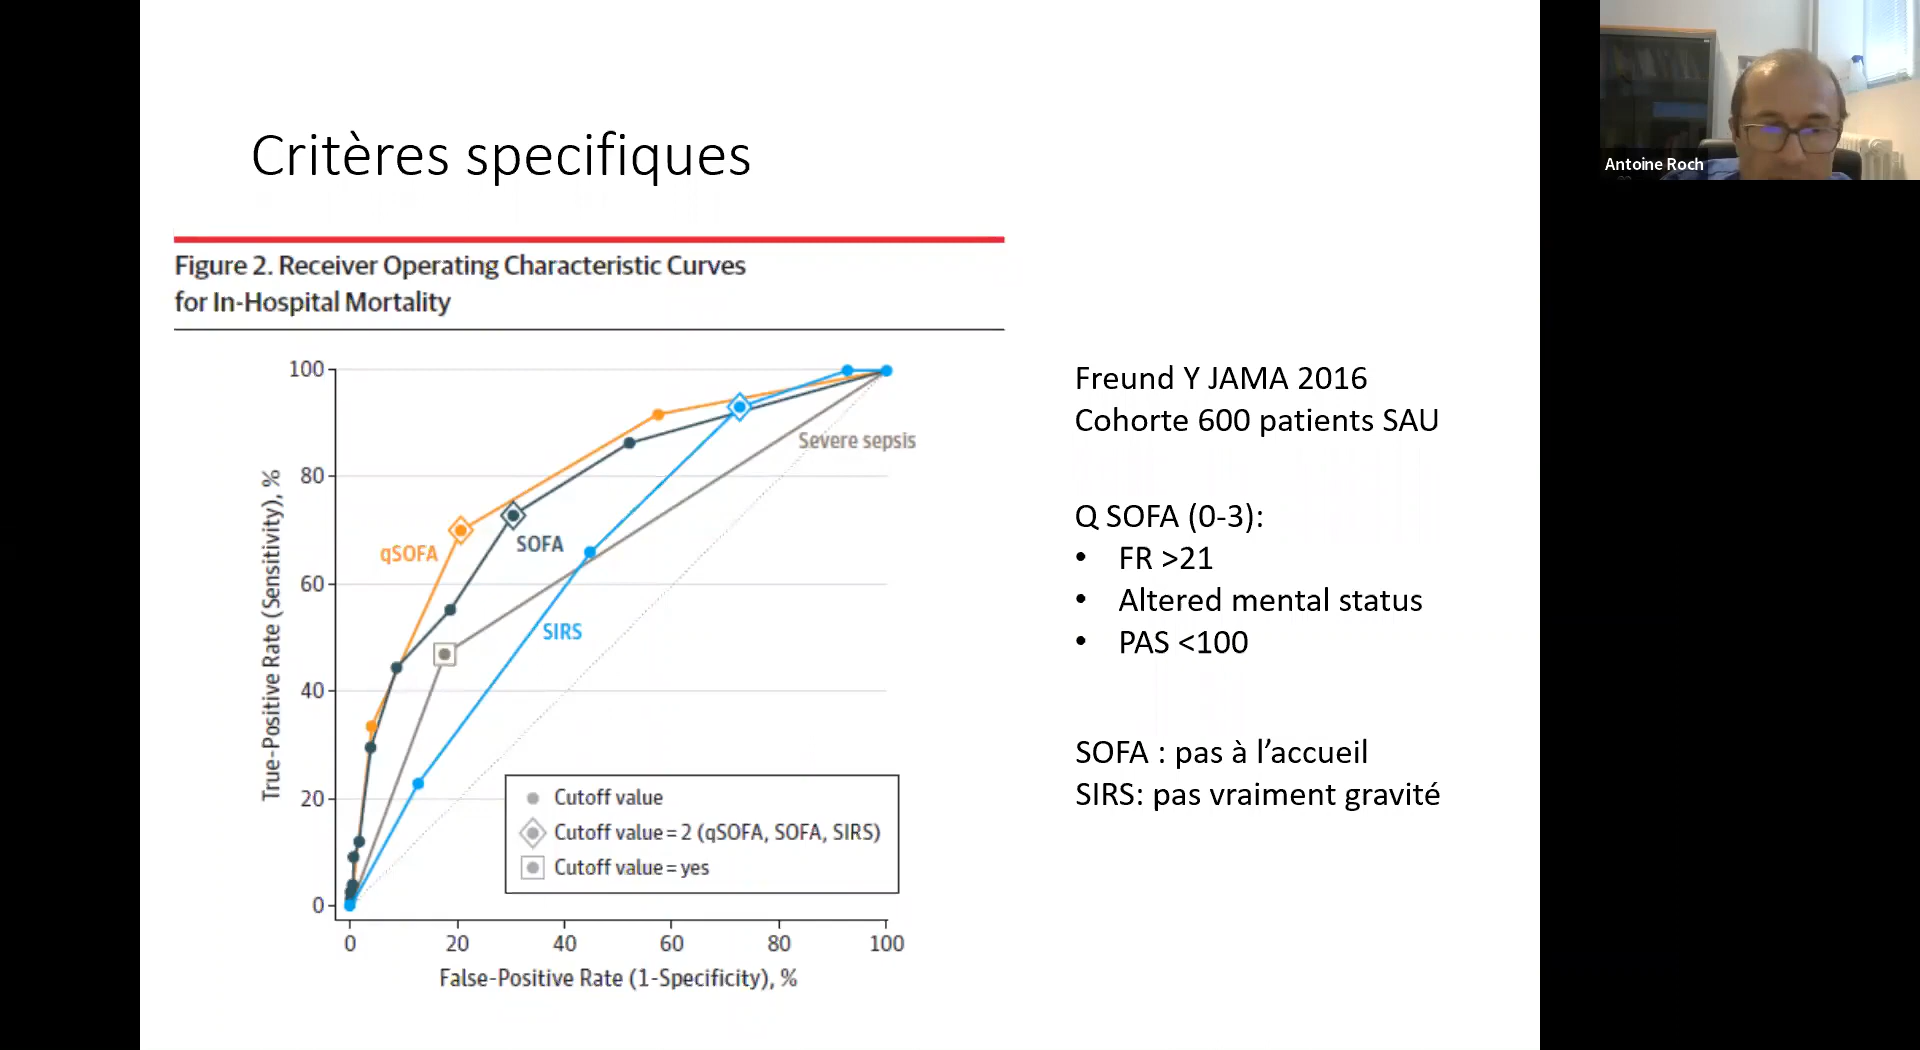 Critères specifiques
Antoine Roch
Figure 2. Receiver Operating Characteristic Curves
for In-Hospital Mortality
True-Positive Rate (Sensitivity), %
100
80
60
40
20
0
qSOFA
SOFA
SIRS
Severe sepsis
Cutoff value
Cutoff value = 2 (qSOFA, SOFA, SIRS)
Cutoff value = yes
0 20 40 60 80 100
False-Positive Rate (1-Specificity), %
Freund Y JAMA 2016
Cohorte 600 patients SAU
Q SOFA (0-3):
• FR >21
• Altered mental status
• PAS <100
SOFA : pas à l’accueil
SIRS: pas vraiment gravité